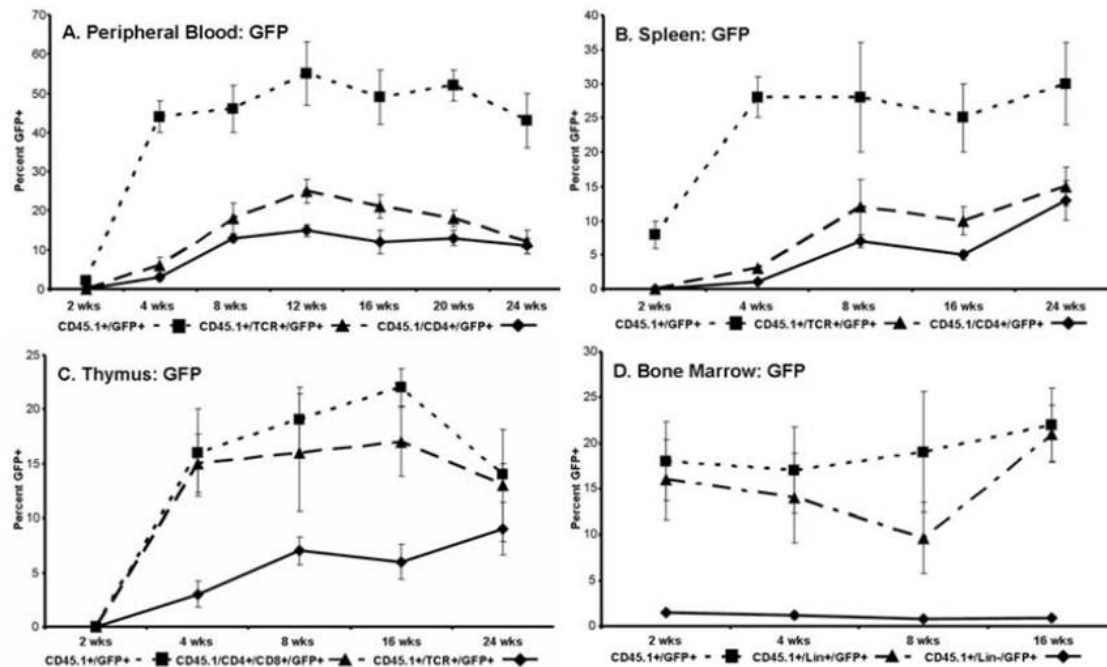 A. Peripheral Blood: GFP
Percent GFP+
70
60
50
40
30
20
10
0
2 wks 4 wks 8 wks 12 wks 16 wks 20 wks 24 wks
CD45.1+/GFP+ CD45.1+/TCR+/GFP+ CD45.1/CD4+/GFP+
B. Spleen: GFP
Percent GFP+
40
35
30
25
20
15
10
5
0
2 wks 4 wks 8 wks 16 wks 24 wks
CD45.1+/GFP+ CD45.1+/TCR+/GFP+ CD45.1/CD4+/GFP+
C. Thymus: GFP
Percent GFP+
25
20
15
10
5
0
2 wks 4 wks 8 wks 16 wks 24 wks
CD45.1+/GFP+ CD45.1/CD4+/CD8+/GFP+ CD45.1+/TCR+/GFP+
D. Bone Marrow: GFP
Percent GFP+
30
25
20
15
10
5
0
2 wks 4 wks 8 wks 16 wks
CD45.1+/GFP+ CD45.1+/Lin+/GFP+ CD45.1+/Lin-/GFP+